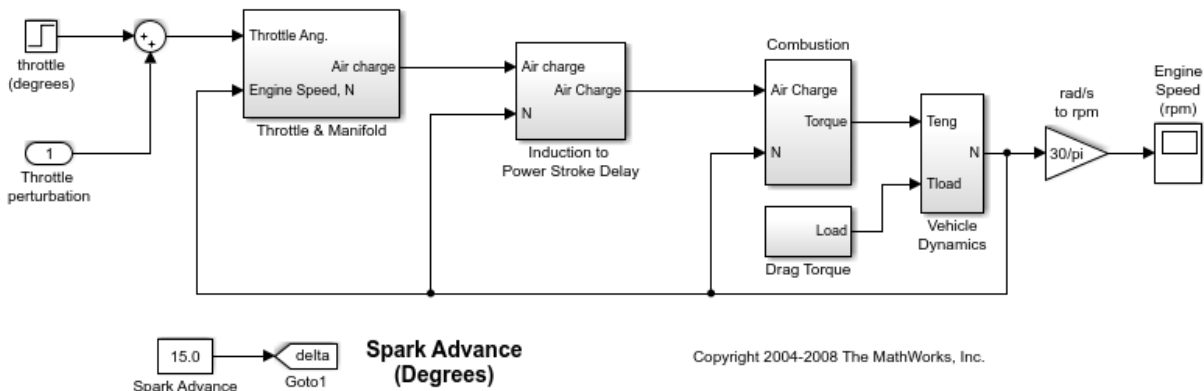 throttle
(degrees)
+
+
1
Throttle
perturbation
Throttle Ang.
Air charge
Engine Speed, N
Throttle & Manifold
Air charge
Air Charge
N
Induction to
Power Stroke Delay
Combustion
Air Charge
Torque
N
Load
Drag Torque
Teng
N
Tload
Vehicle
Dynamics
rad/s
to rpm
30/pi
Engine
Speed
(rpm)
15.0
Spark Advance
delta
Goto1
Spark Advance
(Degrees)
Copyright 2004-2008 The MathWorks, Inc.